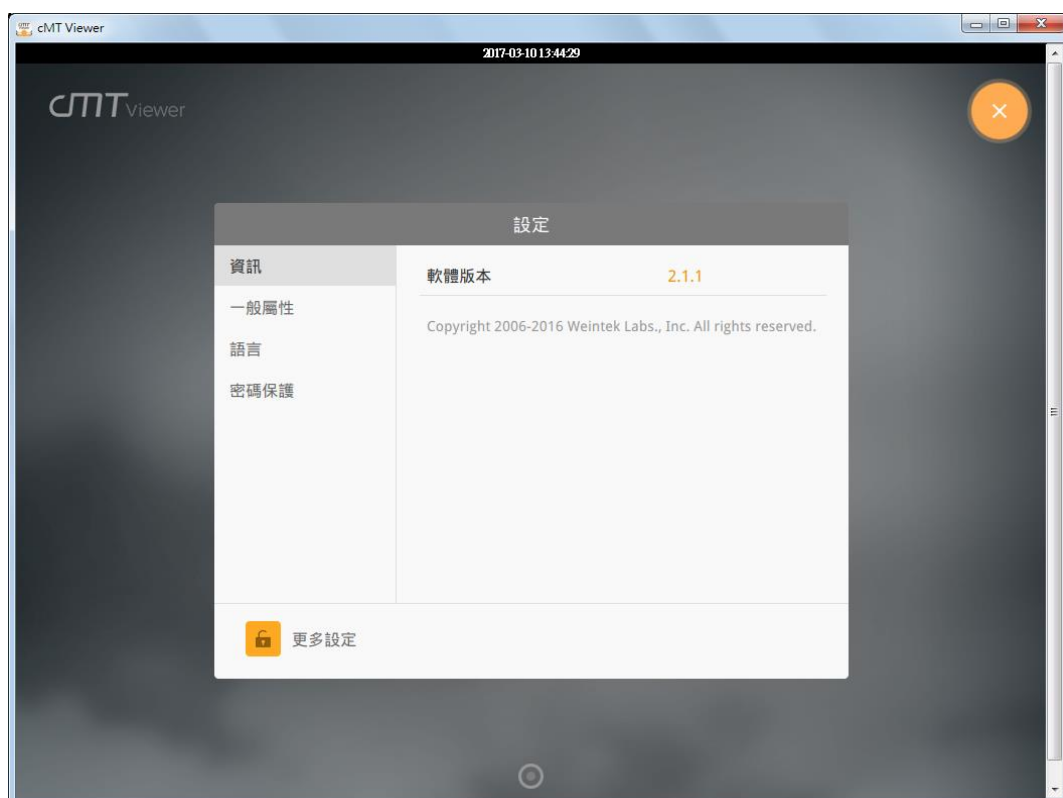 cMT Viewer
2017-03-10 13:44:29
cMT Viewer
設定
資訊
軟體版本 2.1.1
一般屬性
Copyright 2006-2016 Weintek Labs., Inc. All rights reserved.
語言
密碼保護
更多設定